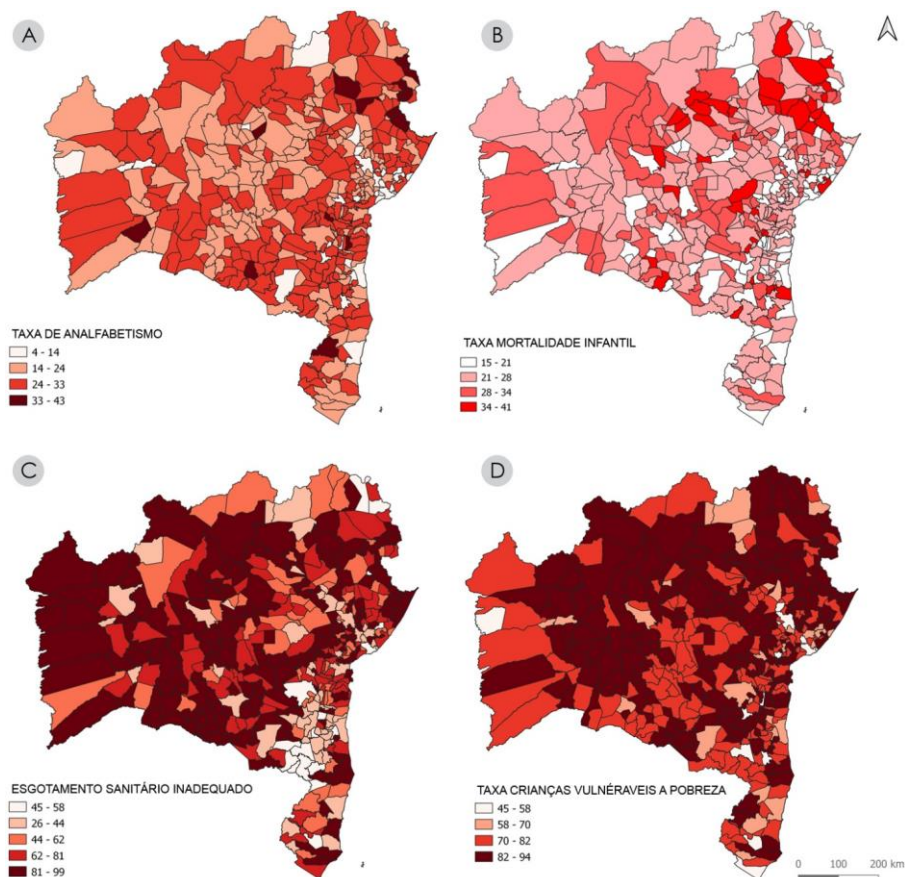 A
B
TAXA DE ANALFABETISMO
4 - 14
14 - 24
24 - 33
33 - 43
TAXA MORTALIDADE INFANTIL
15 - 21
21 - 28
28 - 34
34 - 41
C
D
ESGOTAMENTO SANITÁRIO INADEQUADO
45 - 58
26 - 44
44 - 62
62 - 81
81 - 99
TAXA CRIANÇAS VULNÉRAVEIS A POBREZA
45 - 58
58 - 70
70 - 82
82 - 94
0 100 200 km